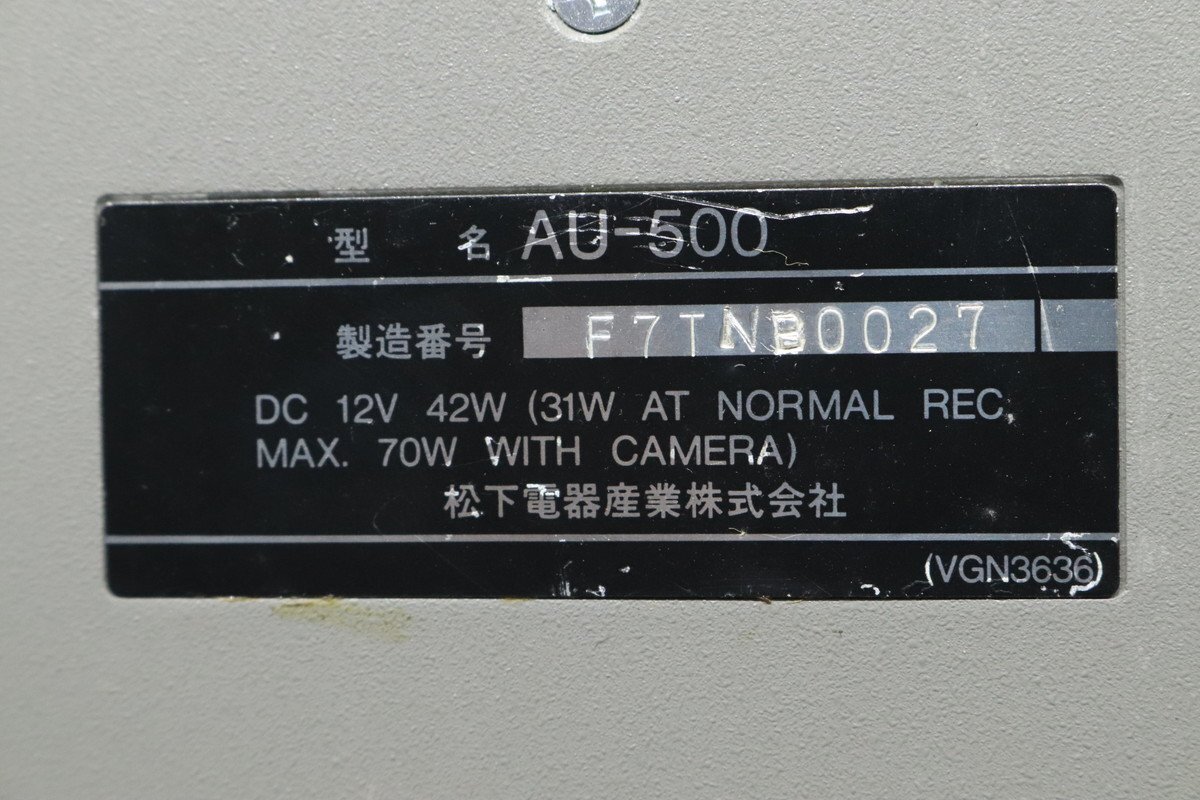 型 名 AU-500
製造番号 F7TNB0027
DC 12V 42W (31W AT NORMAL REC,
MAX. 70W WITH CAMERA)
松下電器産業株式会社
(VGN3636)